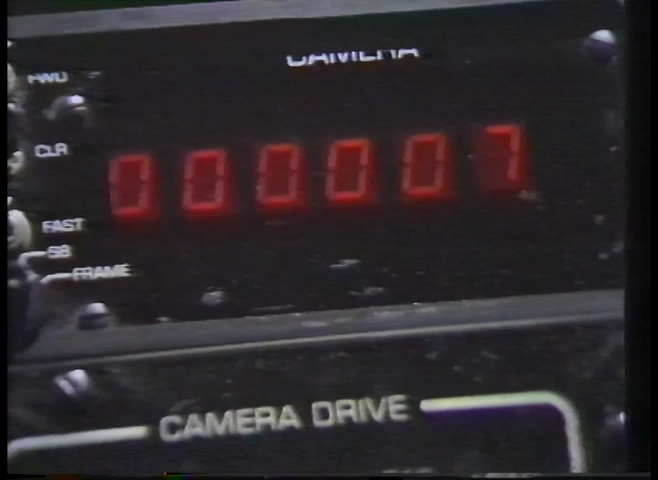 CAMERA
FWD
CLR
000007
FAST
SB
FRAME
CAMERA DRIVE